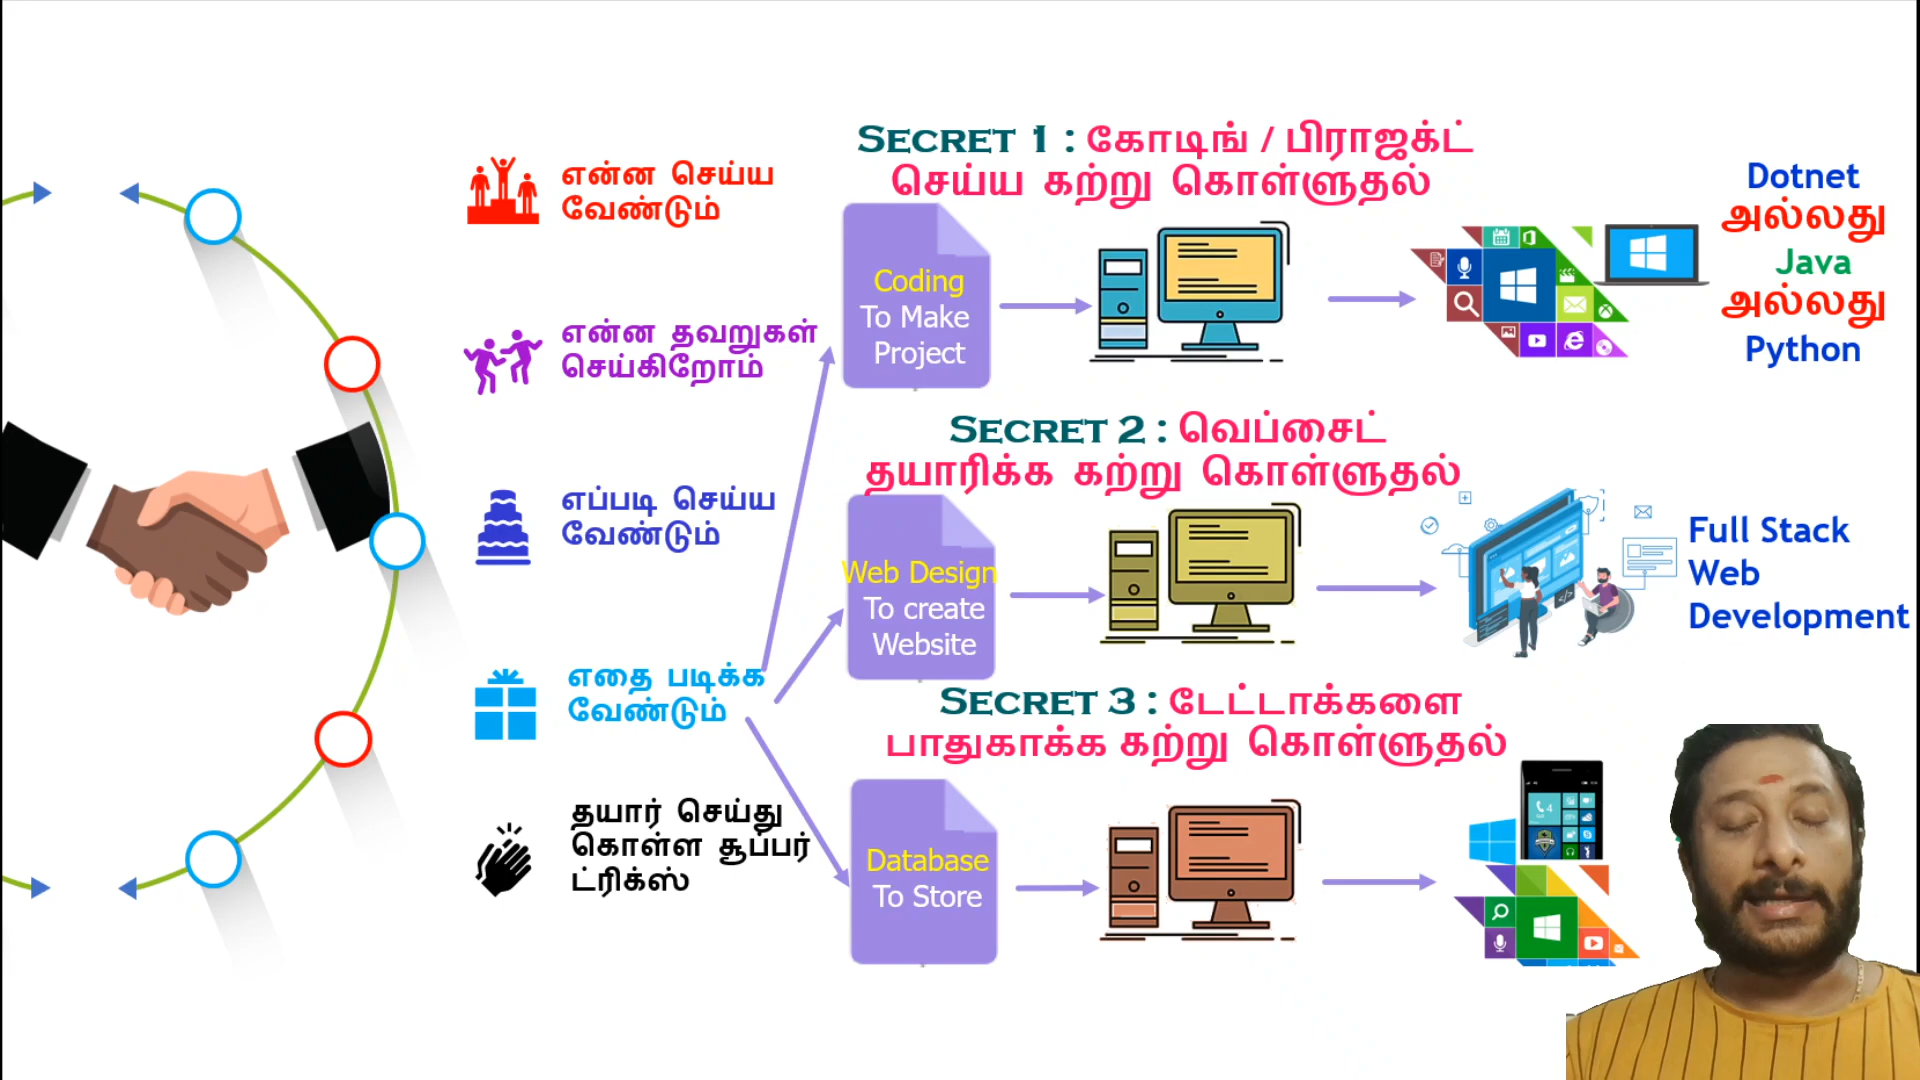 என்ன செய்ய
வேண்டும்
என்ன தவறுகள்
செய்கிறோம்
எப்படி செய்ய
வேண்டும்
எதை படிக்க
வேண்டும்
தயார் செய்து
கொள்ள சூப்பர்
ட்ரிக்ஸ்
SECRET 1 : கோடிங் / பிராஜக்ட்
செய்ய கற்று கொள்ளுதல்
Coding
To Make
Project
Dotnet
அல்லது
Java
அல்லது
Python
SECRET 2 : வெப்சைட்
தயாரிக்க கற்று கொள்ளுதல்
Web Design
To create
Website
Full Stack
Web
Development
SECRET 3 : டேட்டாக்களை
பாதுகாக்க கற்று கொள்ளுதல்
Database
To Store